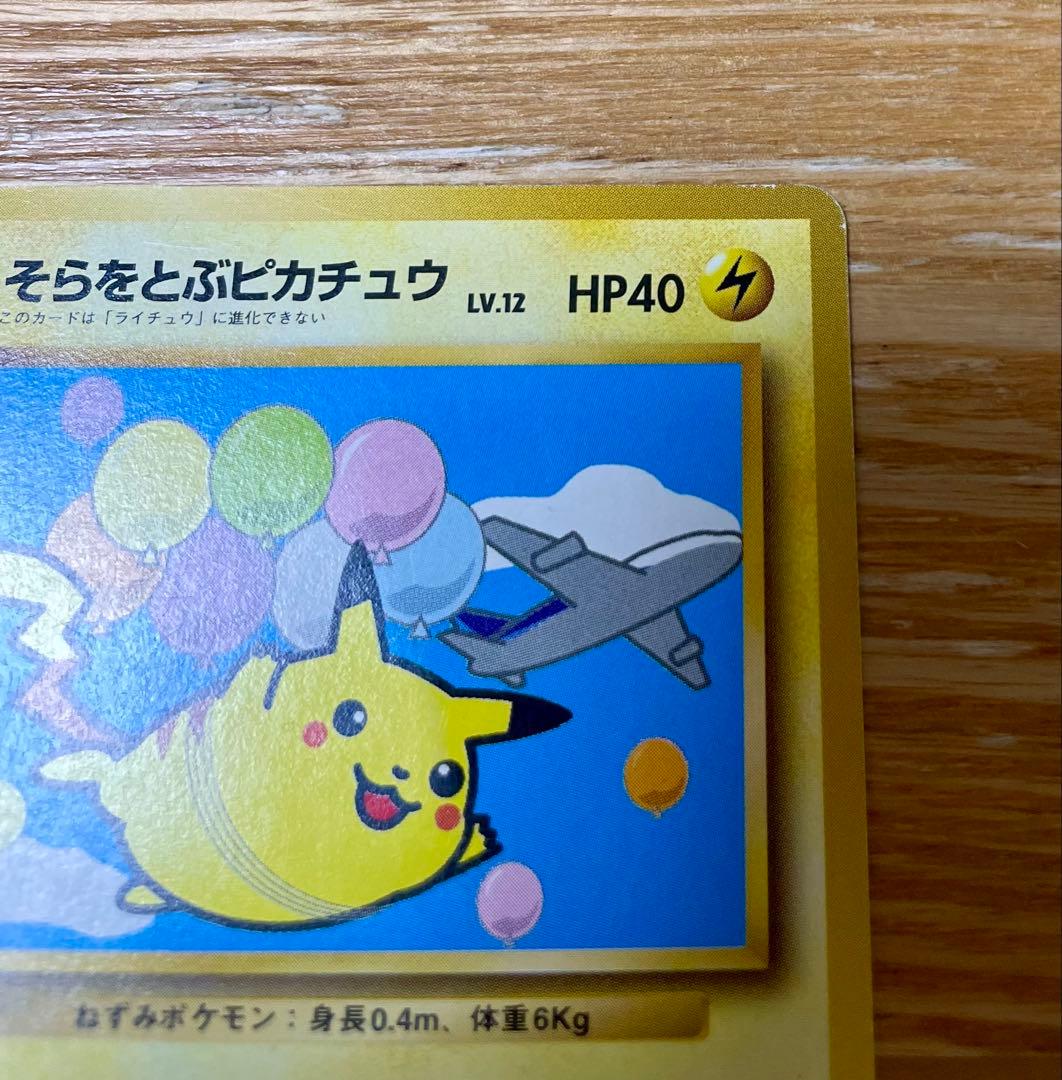 そらをとぶピカチュウ LV.12 HP40
このカードは「ライチュウ」に進化できない
ねずみポケモン：身長0.4m、体重6Kg